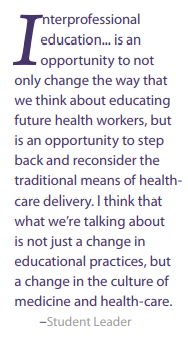 Interprofessional
education... is an
opportunity to not
only change the way that
we think about educating
future health workers, but
is an opportunity to step
back and reconsider the
traditional means of health-
care delivery. I think that
what we're talking about
is not just a change in
educational practices, but
a change in the culture of
medicine and health-care.
–Student Leader